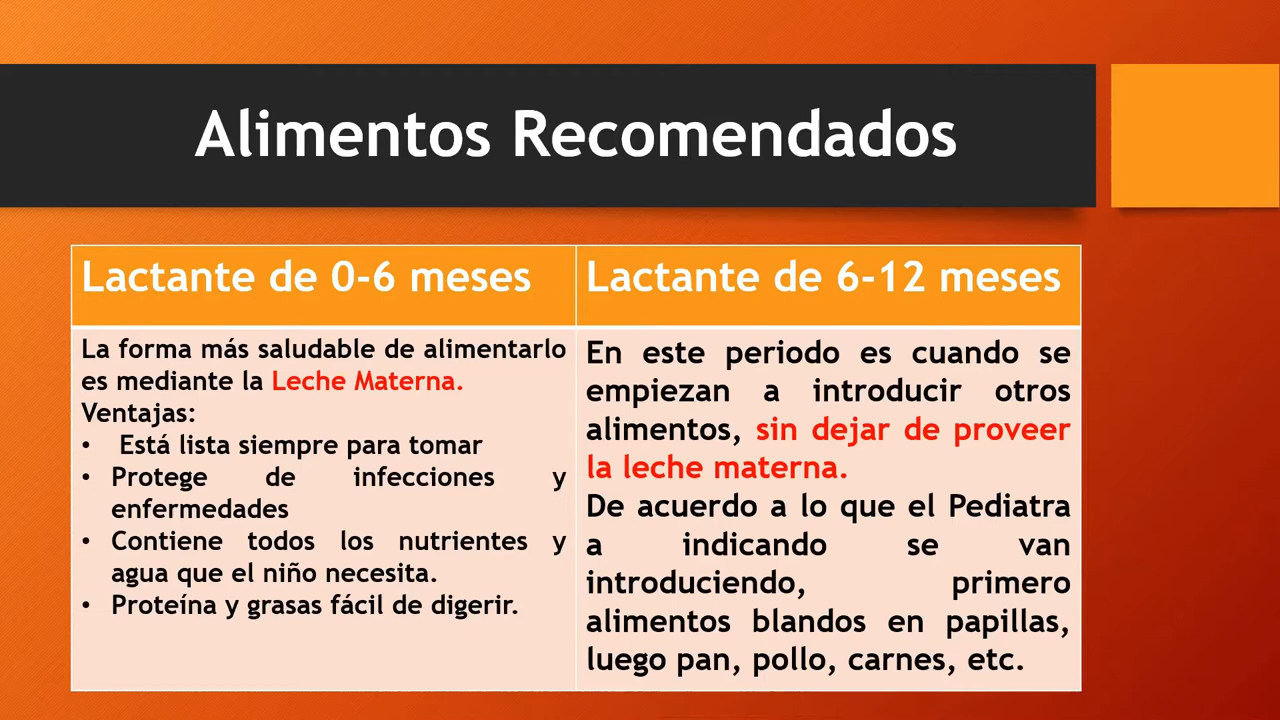 Alimentos Recomendados
Lactante de 0-6 meses
La forma más saludable de alimentarlo
es mediante la Leche Materna.
Ventajas:
• Está lista siempre para tomar
• Protege de infecciones y
enfermedades
• Contiene todos los nutrientes y
agua que el niño necesita.
• Proteína y grasas fácil de digerir.
Lactante de 6-12 meses
En este periodo es cuando se
empiezan a introducir otros
alimentos, sin dejar de proveer
la leche materna.
De acuerdo a lo que el Pediatra
a indicando se van
introduciendo, primero
alimentos blandos en papillas,
luego pan, pollo, carnes, etc.